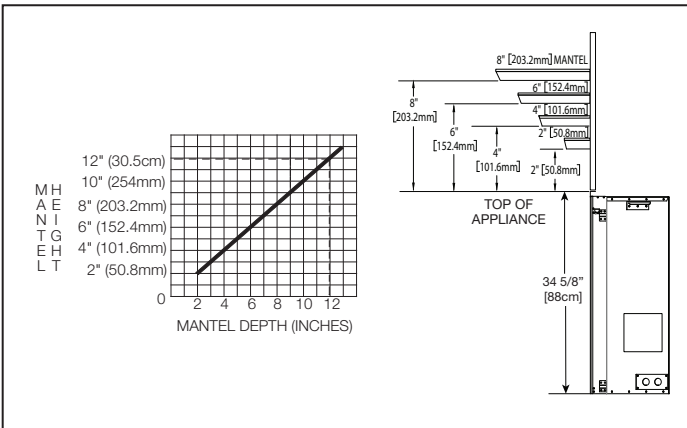 MANTEL HEIGHT
12" (30.5cm)
10" (254mm)
8" (203.2mm)
6" (152.4mm)
4" (101.6mm)
2" (50.8mm)
0
2 4 6 8 10 12
MANTEL DEPTH (INCHES)
8" [203.2mm] MANTEL
6" [152.4mm]
4" [101.6mm]
2" [50.8mm]
8"
[203.2mm]
6"
[152.4mm]
4"
[101.6mm]
2" [50.8mm]
TOP OF
APPLIANCE
34 5/8”
[88cm]